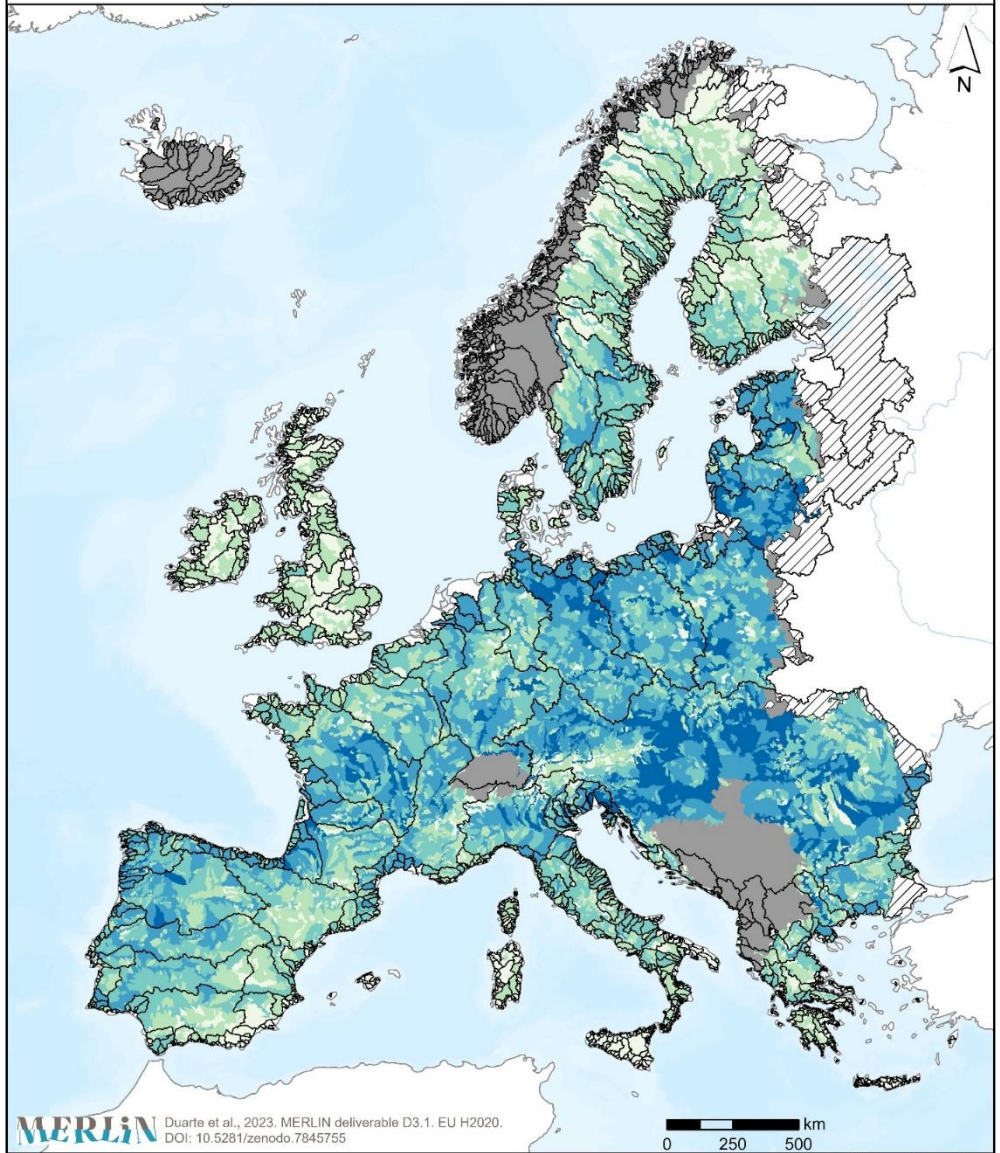 N
MERLiN
Duarte et al., 2023. MERLIN deliverable D3.1. EU H2020.
DOI: 10.5281/zenodo.7845755
km
0 250 500